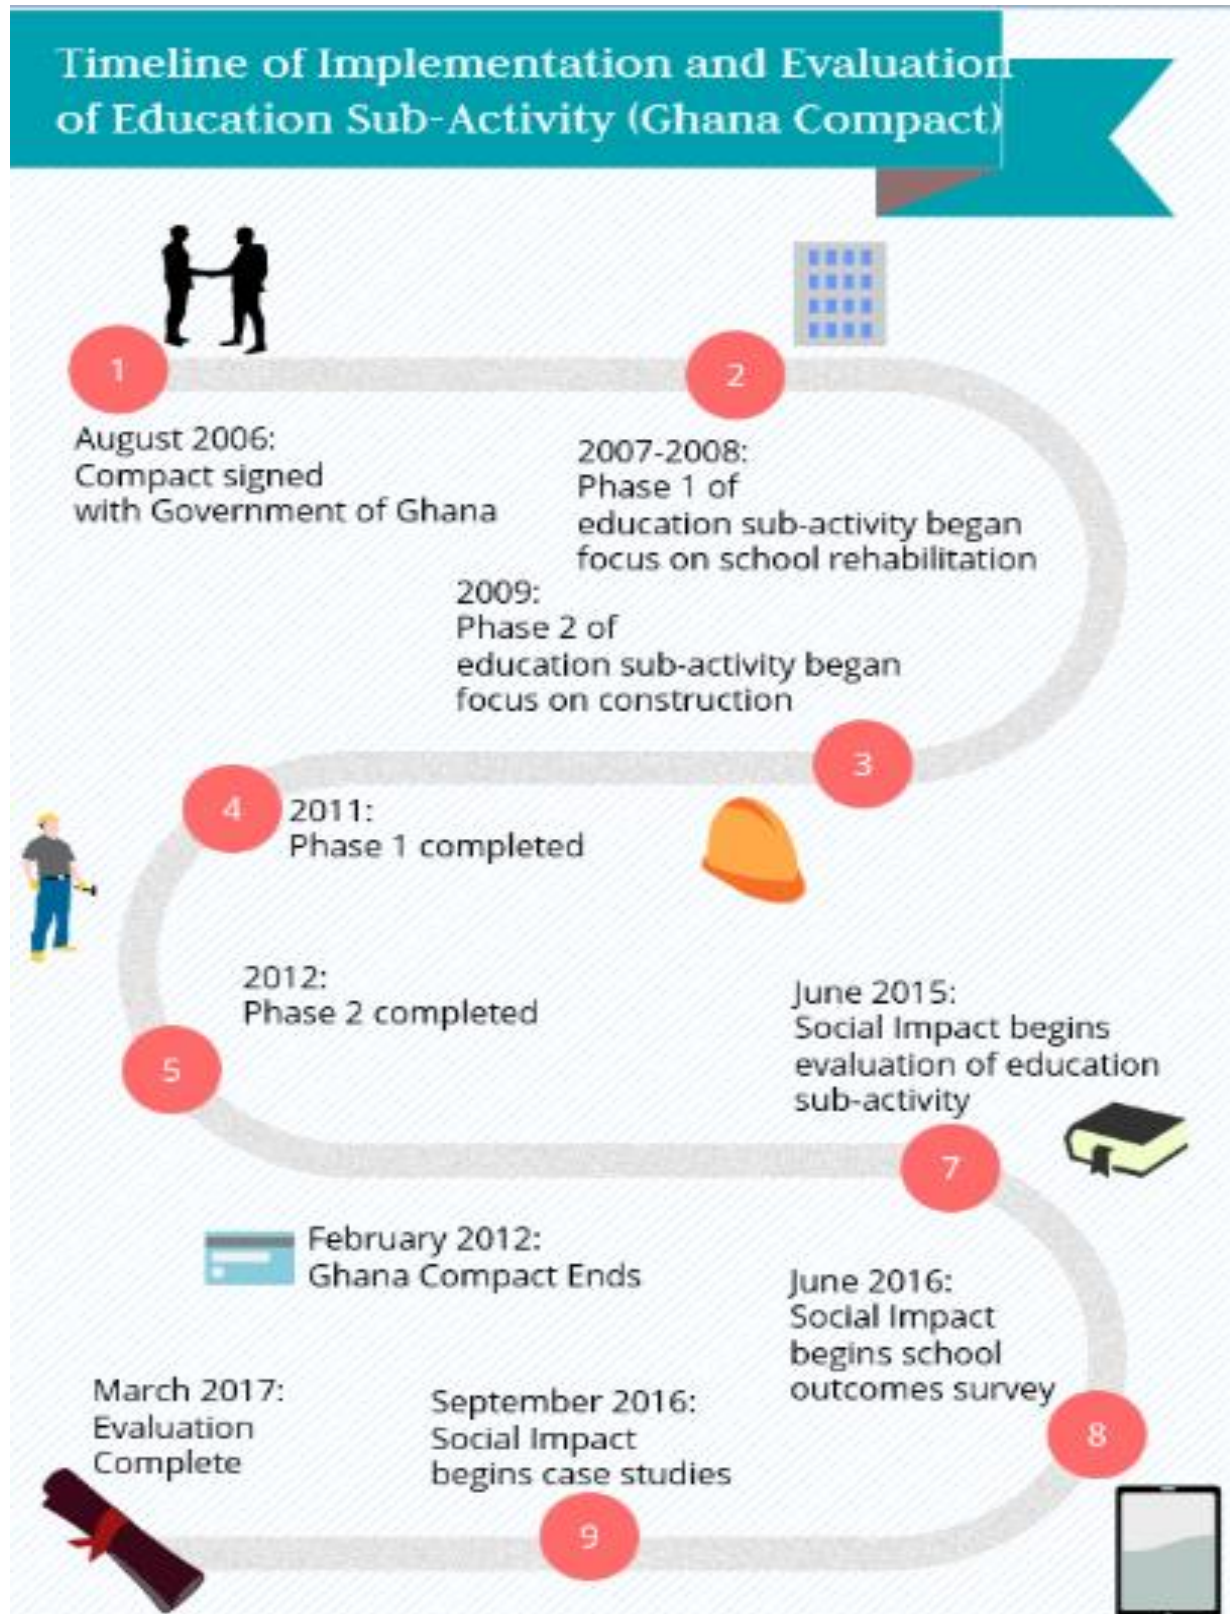 Timeline of Implementation and Evaluation
of Education Sub-Activity (Ghana Compact)
1
2
August 2006:
Compact signed
with Government of Ghana
2007-2008:
Phase 1 of
education sub-activity began
focus on school rehabilitation
2009:
Phase 2 of
education sub-activity began
focus on construction
3
4
2011:
Phase 1 completed
2012:
Phase 2 completed
5
June 2015:
Social Impact begins
evaluation of education
sub-activity
7
February 2012:
Ghana Compact Ends
June 2016:
Social Impact
begins school
outcomes survey
8
September 2016:
Social Impact
begins case studies
9
March 2017:
Evaluation
Complete